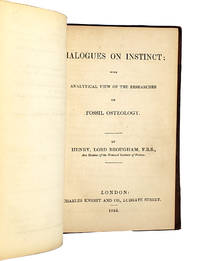 DIALOGUES ON INSTINCT;
WITH
ANALYTICAL VIEW OF THE RESEARCHES
ON
FOSSIL OSTEOLOGY.
BY
HENRY, LORD BROUGHAM, F.R.S.,
And Member of the National Institute of France.
LONDON:
CHARLES KNIGHT AND CO., LUDGATE STREET.
1844.